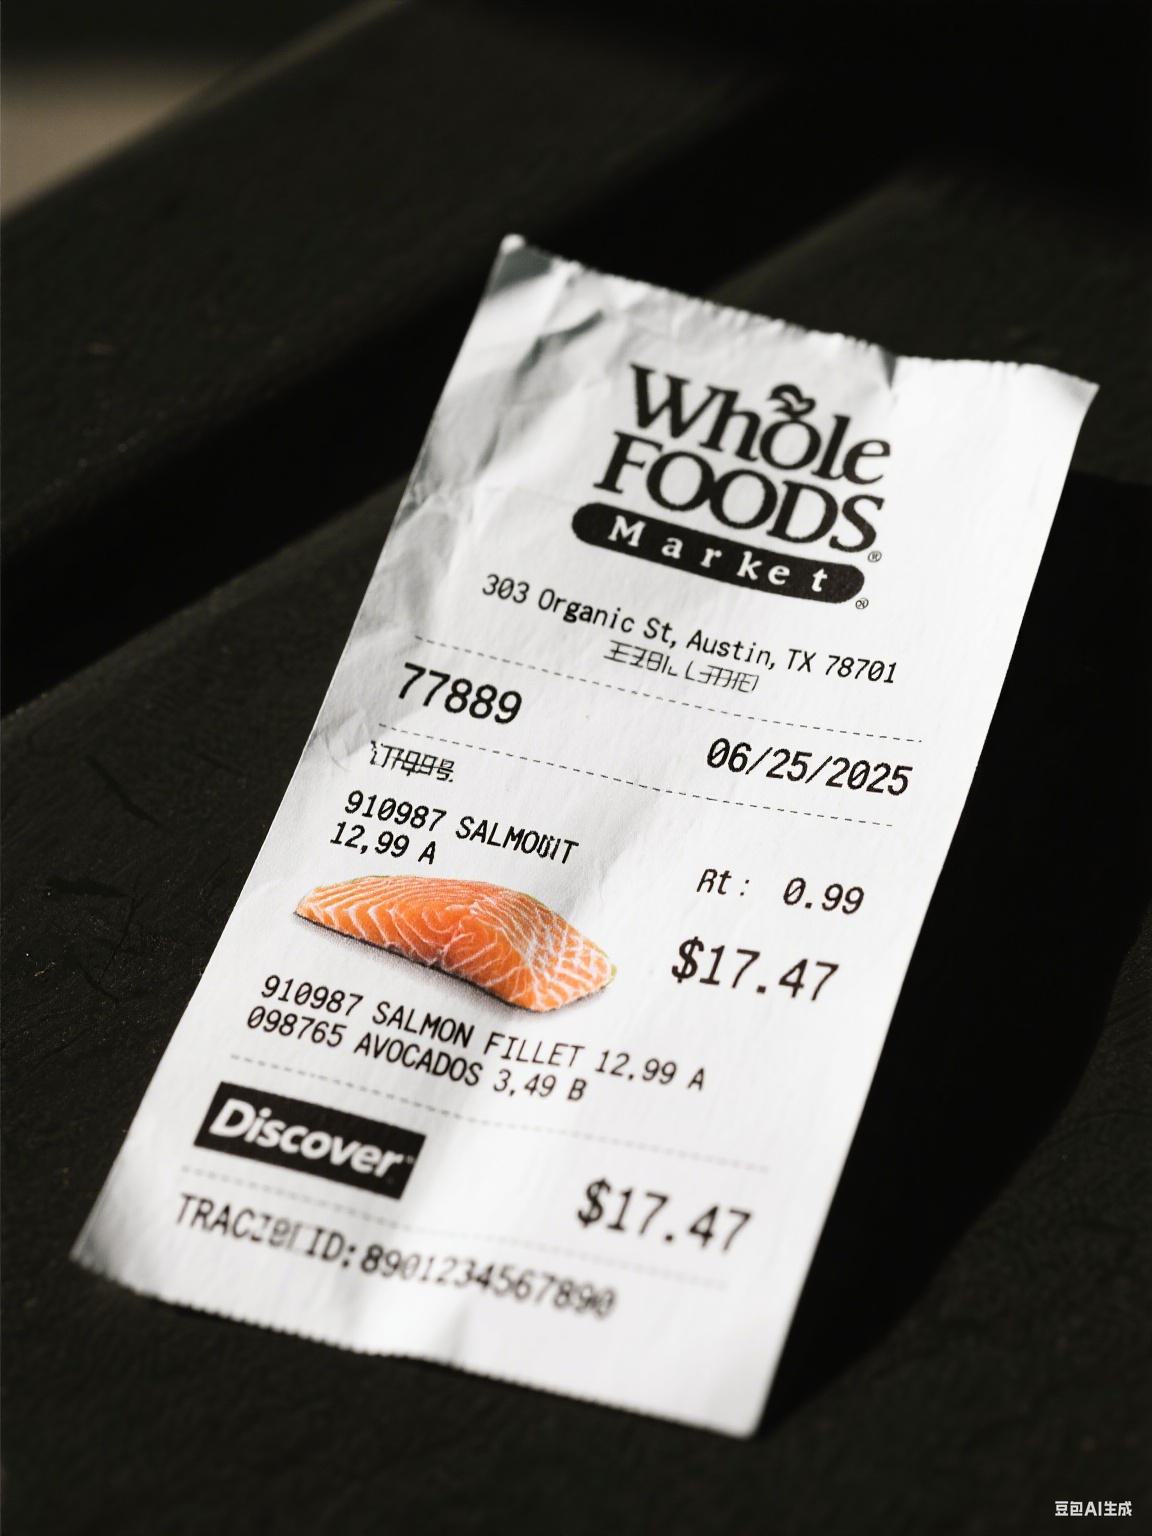 Whole
FOODS
Market
303 Organic St, Austin, TX 78701
77889
06/25/2025
910987
12,99 A
Rt: 0.99
$17.47
910987 SALMON FILLET 12.99 A
098765 AVOCADOS 3,49 B
Discover
$17.47
ID: 8901234567890
豆包AI生成